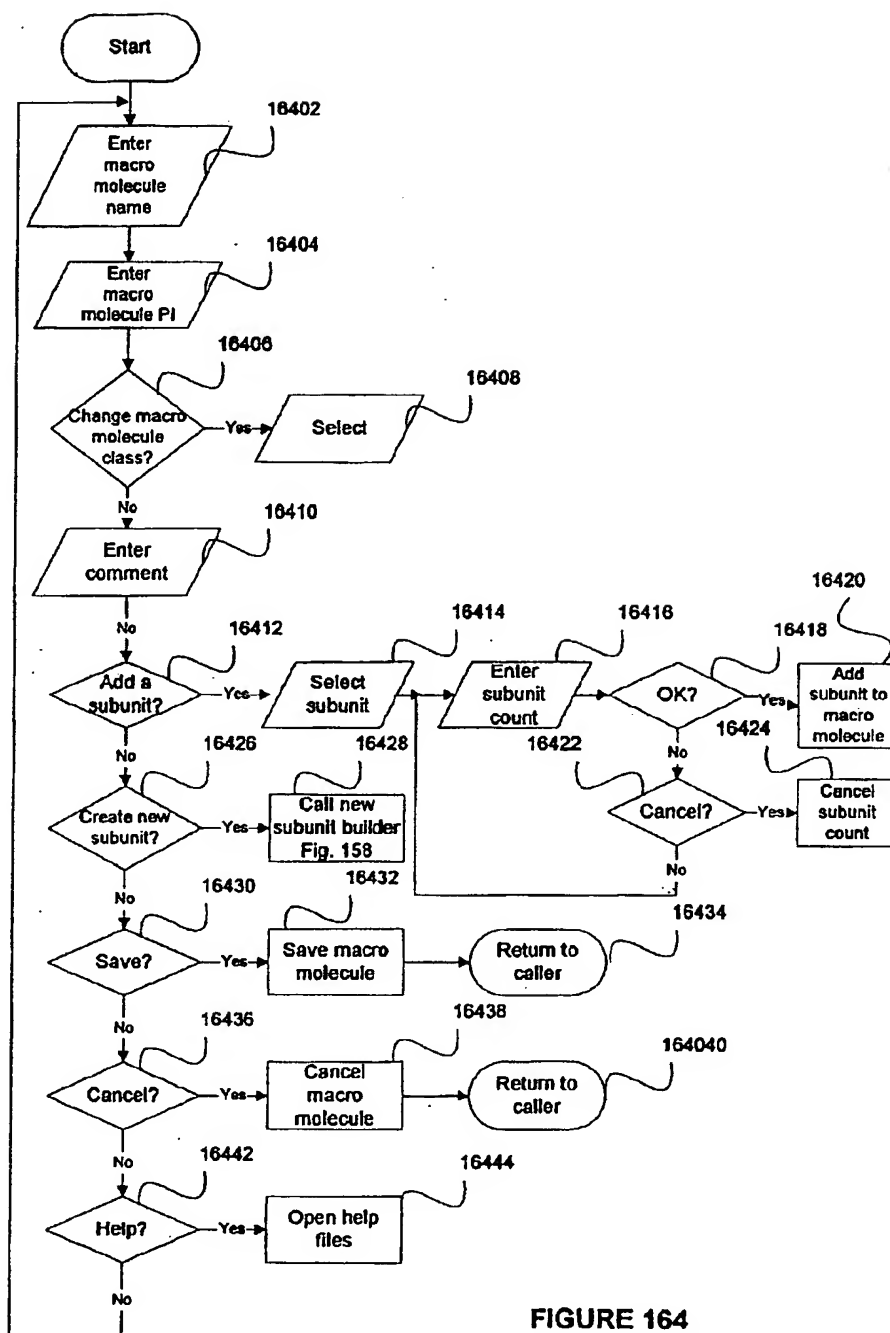 Start
16402
Enter
macro
molecule
name
16404
Enter
macro
molecule PI
16406
Change macro
molecule
class?
Yes
16408
Select
No
16410
Enter
comment
No
16412
Add a
subunit?
Yes
16414
Select
subunit
16416
Enter
subunit
count
16418
OK?
Yes
16420
Add
subunit to
macro
molecule
No
16422
Cancel?
Yes
16424
Cancel
subunit
count
No
No
16426
Create new
subunit?
Yes
16428
Call new
subunit builder
Fig. 158
No
16430
Save?
Yes
16432
Save macro
molecule
16434
Return to
caller
No
16436
Cancel?
Yes
16438
Cancel
macro
molecule
164040
Return to
caller
No
16442
Help?
Yes
16444
Open help
files
No
FIGURE 164